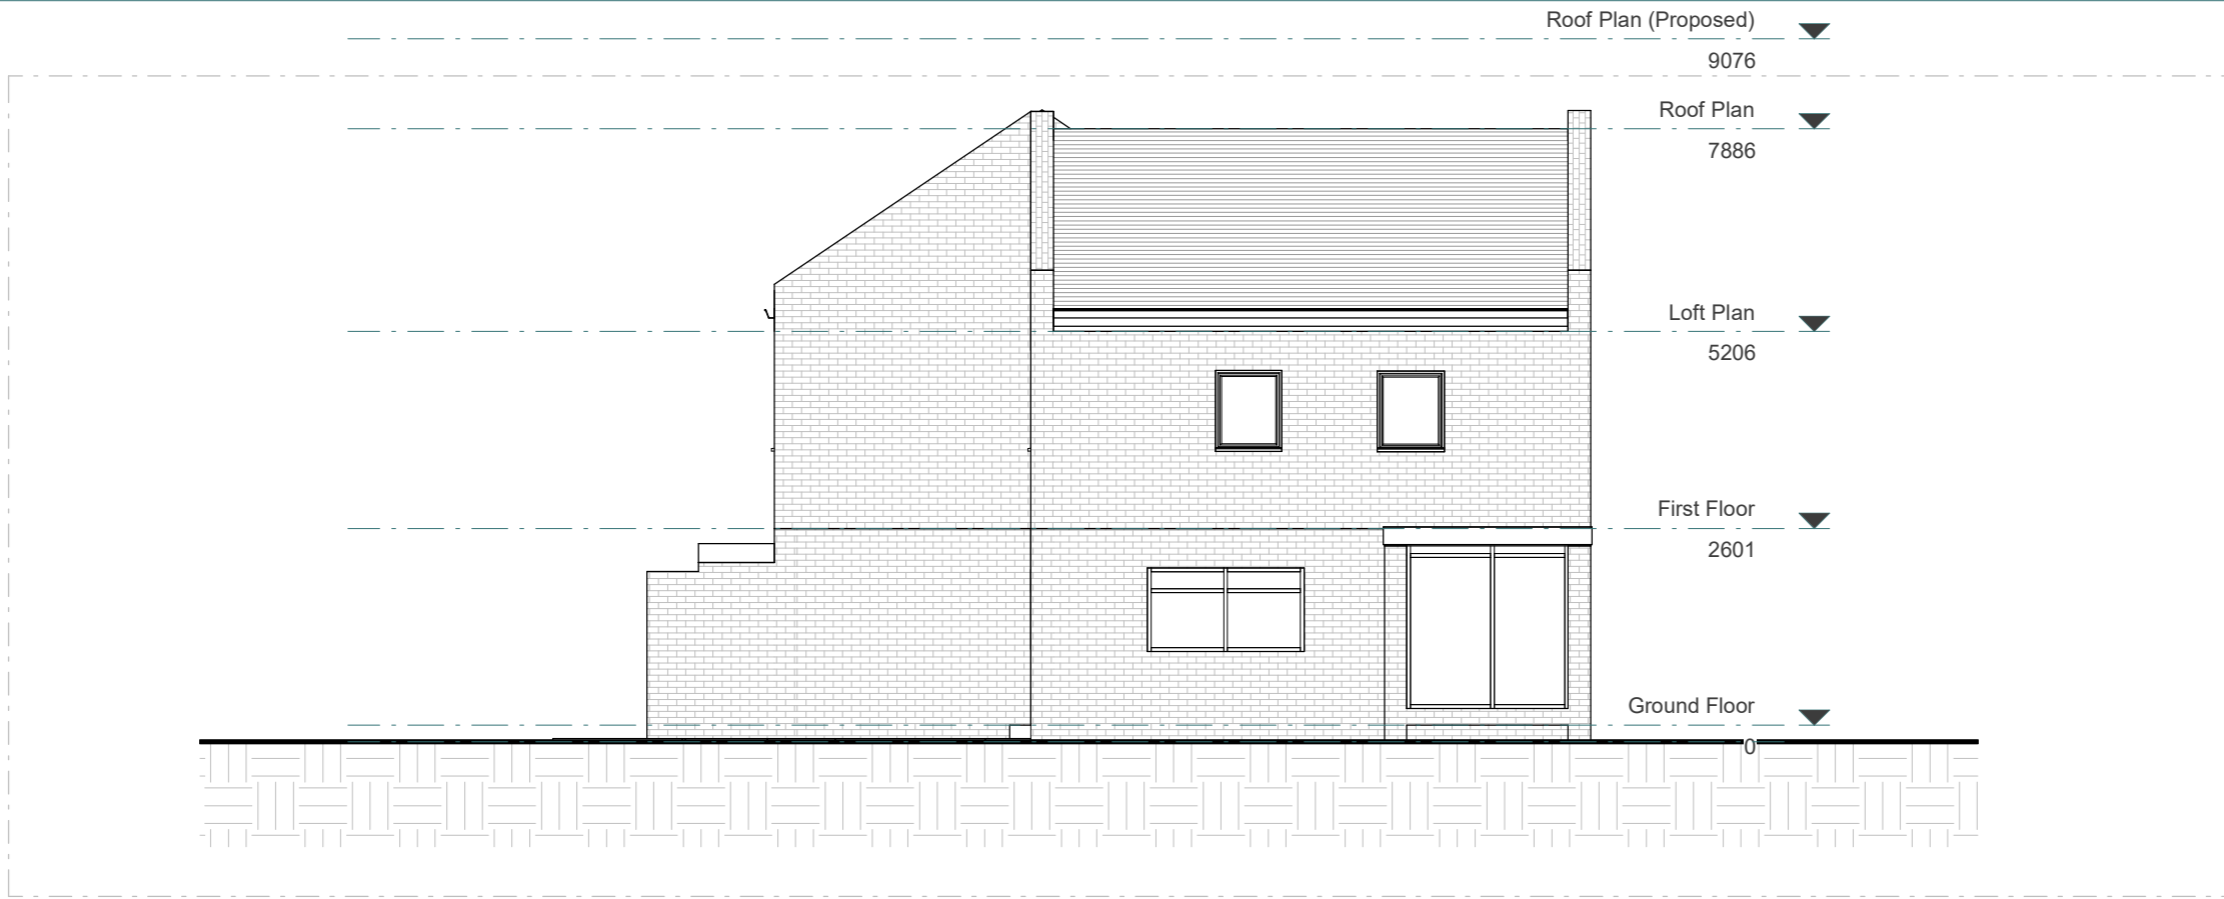 Roof Plan (Proposed)
9076
Roof Plan
7886
Loft Plan
5206
First Floor
2601
Ground Floor
0